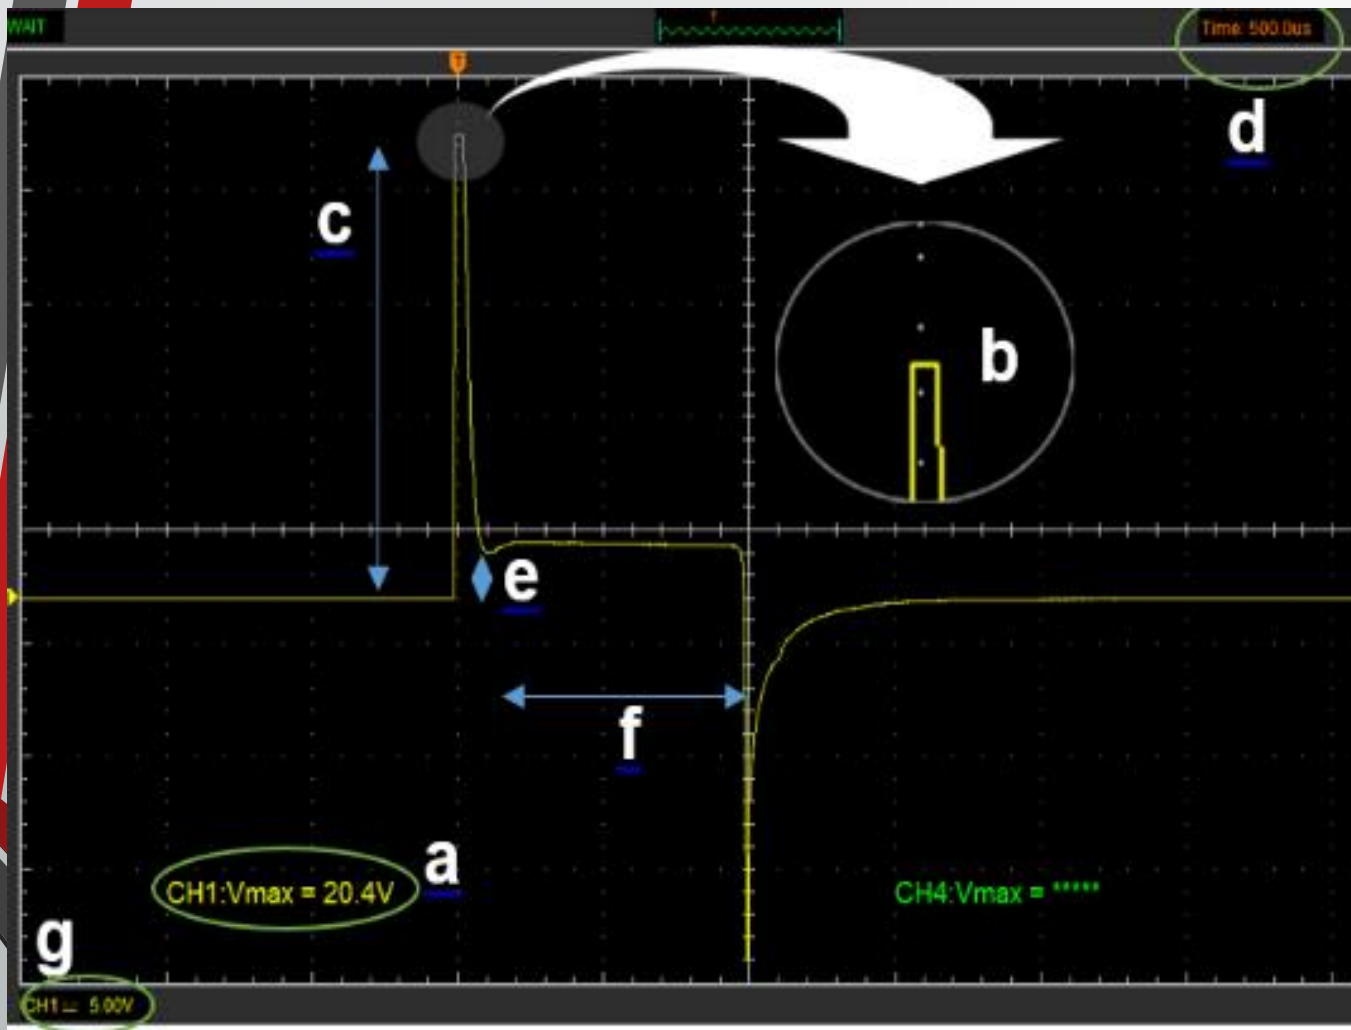 WAIT
T
Time: 500.0us
T
d
c
b
e
f
a
CH1:Vmax = 20.4V
CH4:Vmax = *****
g
CH1 5.00V